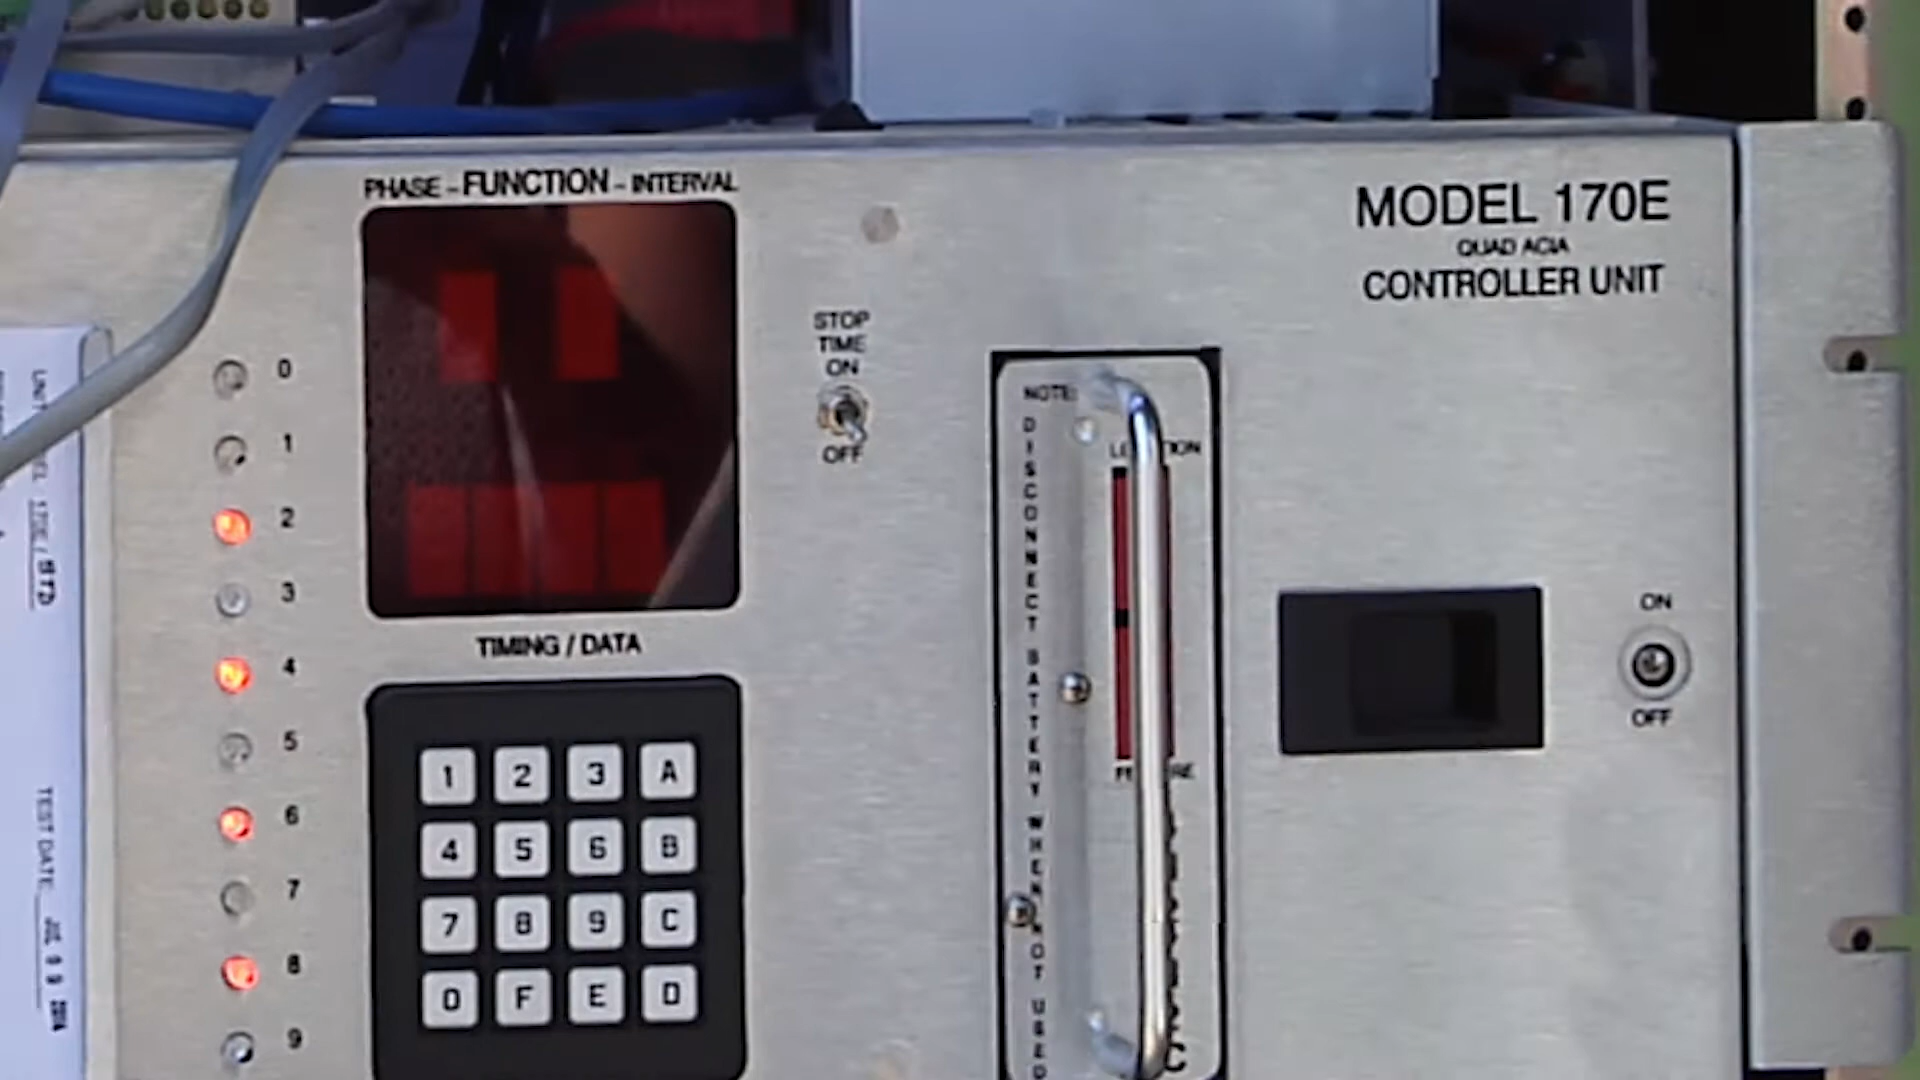 PHASE - FUNCTION - INTERVAL
MODEL 170E
QUAD ACIA
CONTROLLER UNIT
STOP
TIME
ON
OFF
0
1
2
3
4
5
6
7
8
9
TIMING / DATA
1 2 3 A
4 5 6 B
7 8 9 C
0 F E D
NOTE:
DISCONNECT BATTERY WHEN NOT USED
ON
OFF
170E / STD
TEST DATE